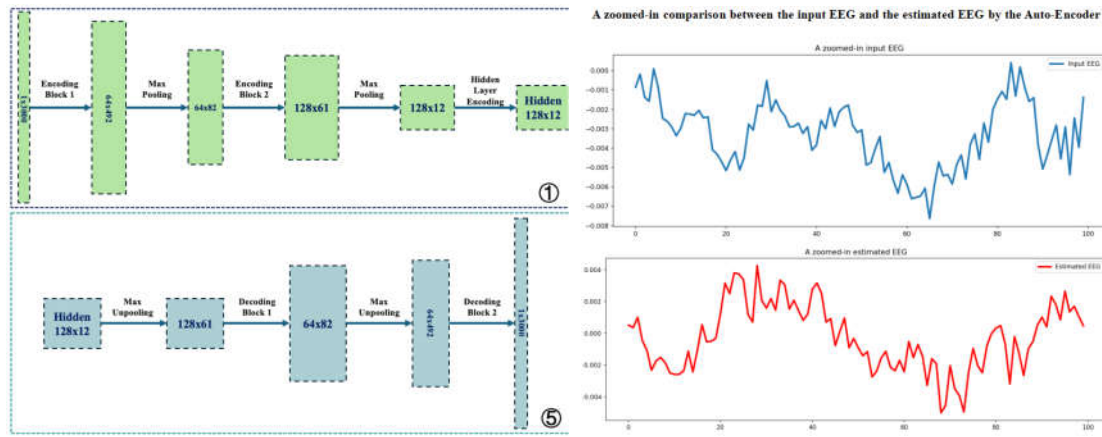 Encoding
Block 1
Max
Pooling
Encoding
Block 2
Max
Pooling
Hidden
Layer
Encoding
1x3000
64x492
64x82
128x61
128x12
Hidden
128x12
①
Hidden
128x12
Max
Unpooling
128x61
Decoding
Block 1
64x82
Max
Unpooling
64x492
Decoding
Block 2
1x3000
⑤
A zoomed-in comparison between the input EEG and the estimated EEG by the Auto-Encoder
A zoomed-in input EEG
Input EEG
0.005
−0.001
−0.002
−0.003
−0.004
−0.005
−0.006
−0.007
−0.008
0
20
40
60
80
100
A zoomed-in estimated EEG
Estimated EEG
0.004
0.002
0.000
−0.002
−0.004
0
20
40
60
80
100